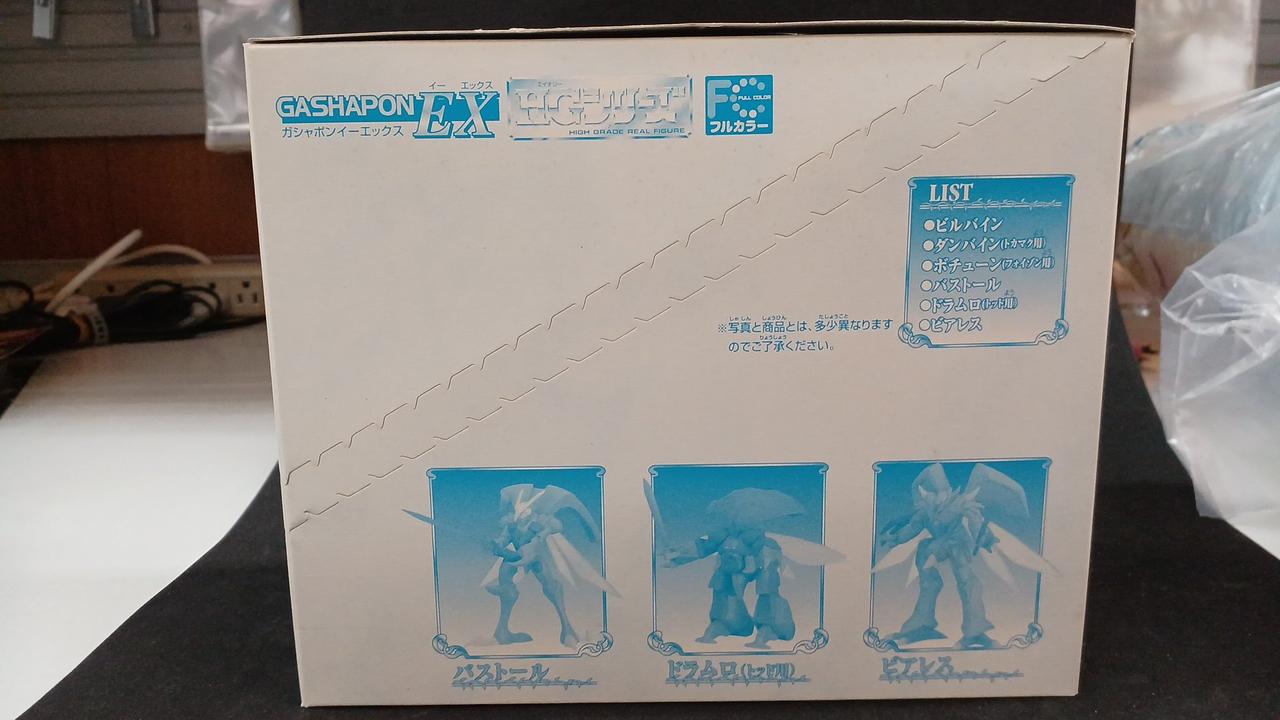 イー エックス
GASHAPON EX
ガシャポンイーエックス
HGシリーズ
HIGH GRADE REAL FIGURE
FC FULL COLOR
フルカラー
LIST
●ビルバイン
●ダンバイン(トカマク用)
●ボチューン(フォイゾン用)
●バストール
●ドラムロ(トッド用)
●ビアレス
※写真と商品とは、多少異なります
のでご了承ください。
バストール
ドラムロ(トッド用)
ビアレス